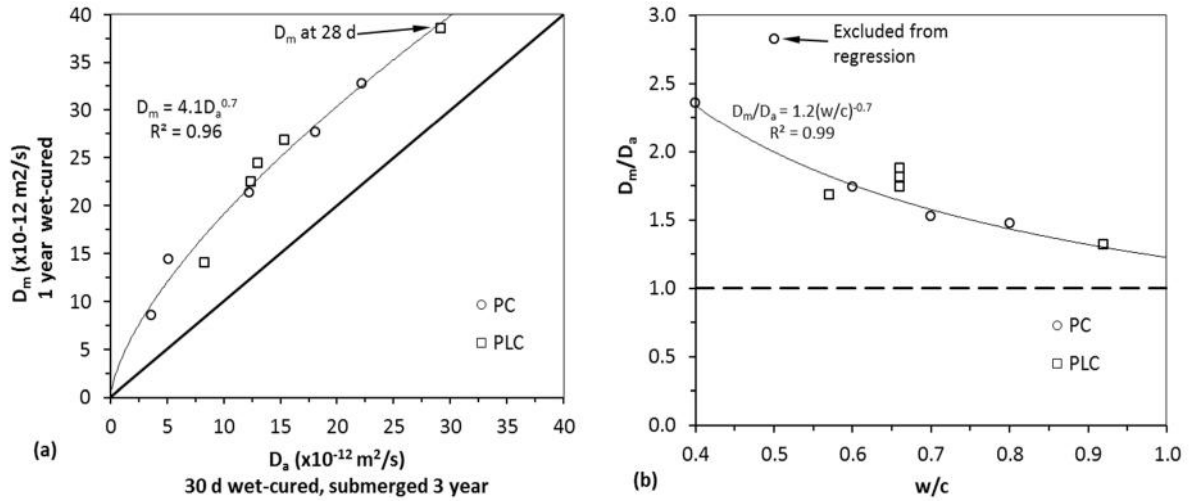 40
35
30
25
20
15
10
5
0
Dₘ (x10-12 m2/s)
1 year wet-cured
Dₘ at 28 d
Dₘ = 4.1Dₐ⁰·⁷
R² = 0.96
PC
PLC
0 5 10 15 20 25 30 35 40
(a)
Dₐ (x10⁻¹² m²/s)
30 d wet-cured, submerged 3 year
3.0
2.5
2.0
1.5
1.0
0.5
0.0
Dₘ/Dₐ
Excluded from
regression
Dₘ/Dₐ = 1.2(w/c)⁻⁰·⁷
R² = 0.99
PC
PLC
0.4 0.5 0.6 0.7 0.8 0.9 1.0
(b)
w/c